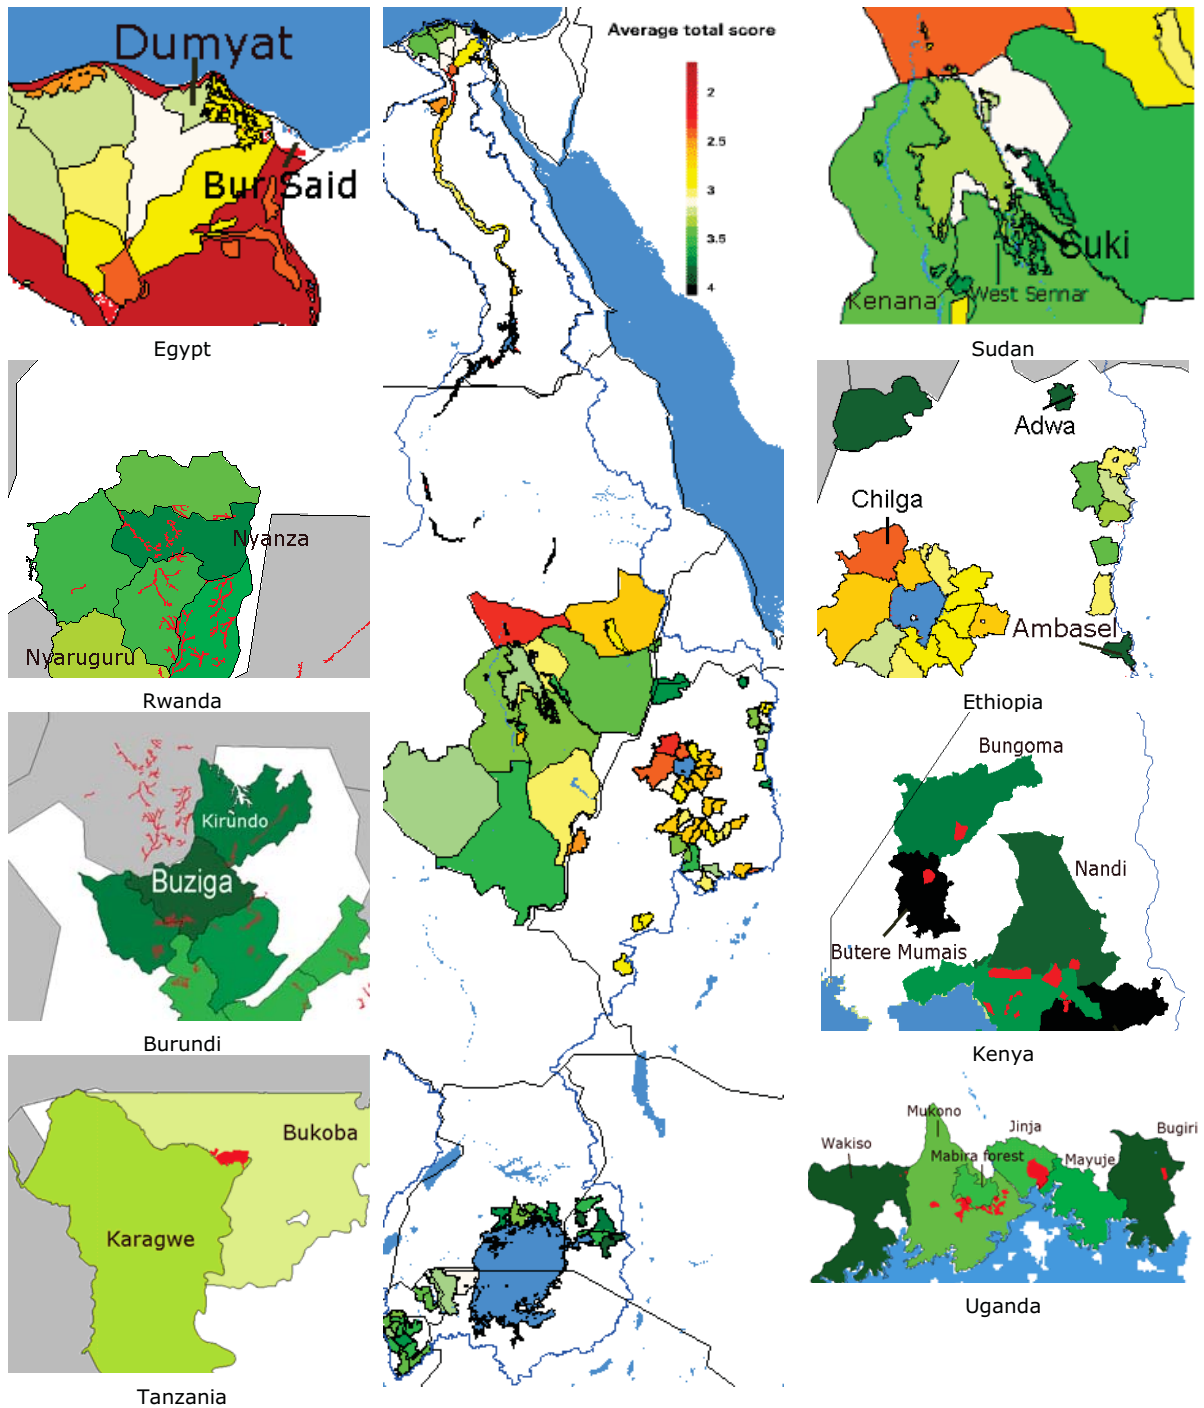 Dumyat
Bur Said
Egypt
Average total score
2
2.5
3
3.5
4
Suki
West Sennar
Kenana
Sudan
Nyanza
Nyaruguru
Rwanda
Adwa
Chilga
Ambasel
Ethiopia
Kirundo
Buziga
Burundi
Bungoma
Nandi
Butere Mumais
Kenya
Bukoba
Karagwe
Tanzania
Mukono
Jinja
Bugiri
Wakiso
Mabira forest
Mayuje
Uganda